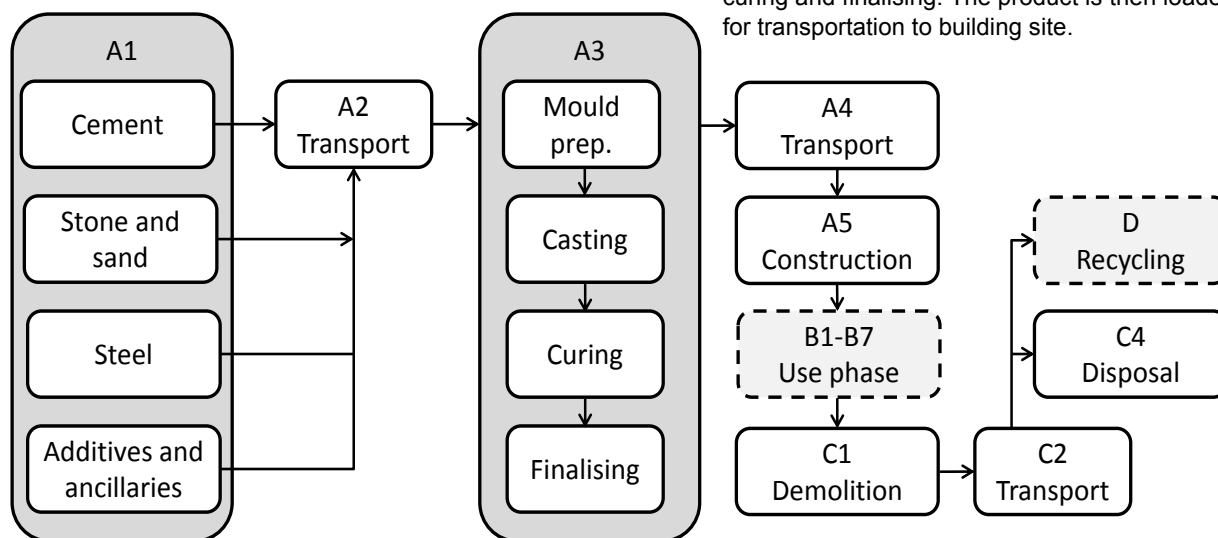 curing and finalising. The product is then loade
for transportation to building site.
A1
Cement
Stone and
sand
Steel
Additives and
ancillaries
A2
Transport
A3
Mould
prep.
Casting
Curing
Finalising
A4
Transport
A5
Construction
B1-B7
Use phase
C1
Demolition
C2
Transport
D
Recycling
C4
Disposal